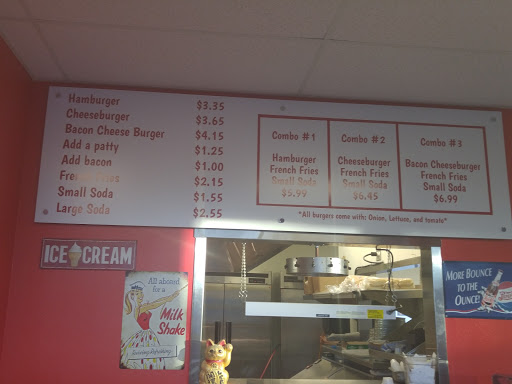 Hamburger $3.35
Cheeseburger $3.65
Bacon Cheese Burger $4.15
Add a patty $1.25
Add bacon $1.00
French Fries $2.15
Small Soda $1.55
Large Soda $2.55
Combo #1
Hamburger
French Fries
Small Soda
$5.99
Combo #2
Cheeseburger
French Fries
Small Soda
$6.45
Combo #3
Bacon Cheeseburger
French Fries
Small Soda
$6.99
*All burgers come with: Onion, Lettuce, and tomato*
ICE CREAM
All aboard
for a
Milk
Shake
MORE BOUNCE
TO THE
OUNCE!